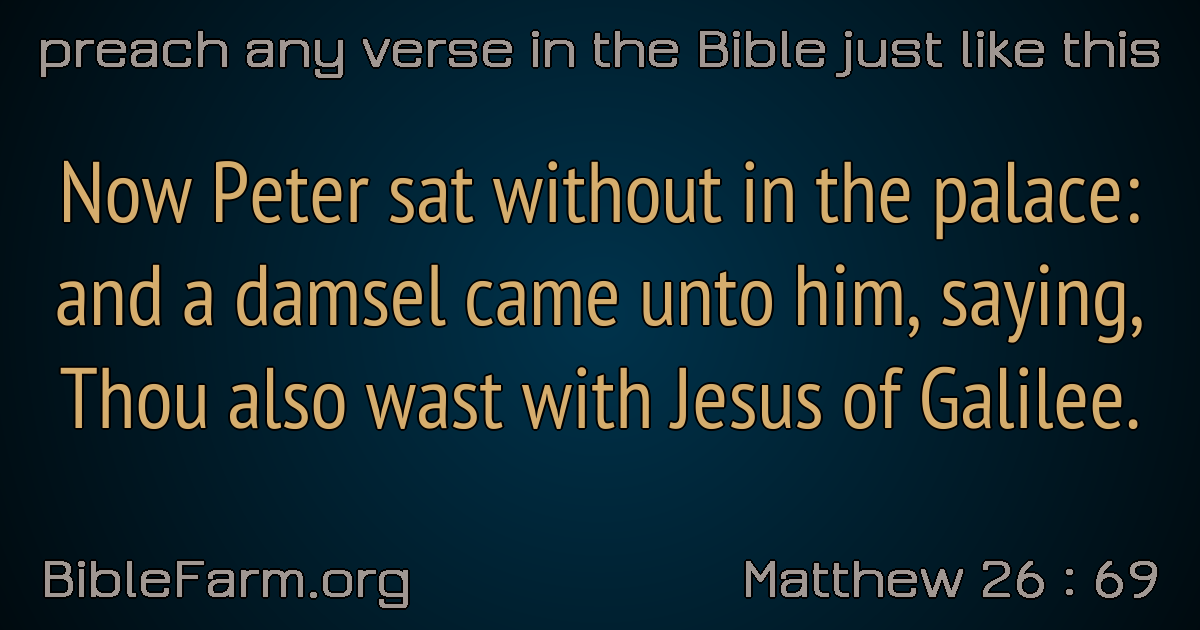 preach any verse in the Bible just like this
Now Peter sat without in the palace:
and a damsel came unto him, saying,
Thou also wast with Jesus of Galilee.
BibleFarm.org
Matthew 26 : 69